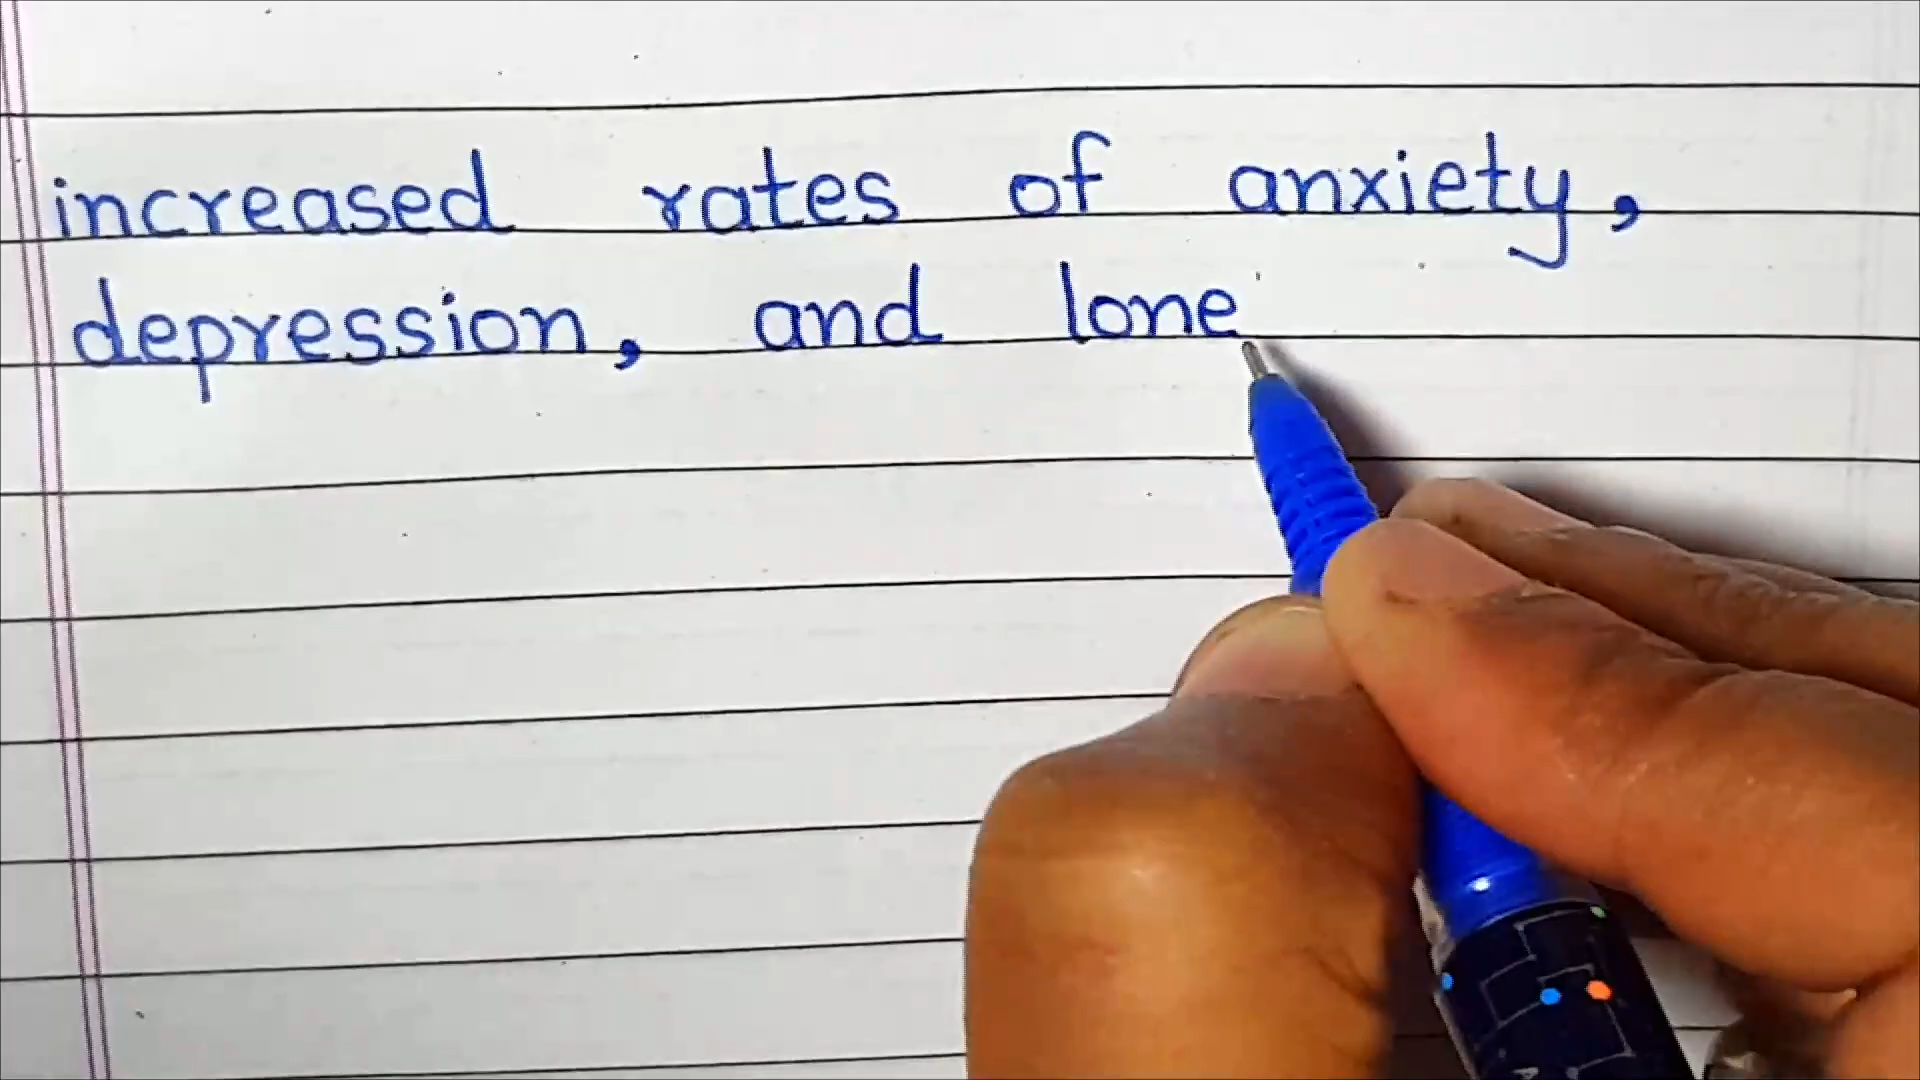 increased rates of anxiety,
depression, and lone